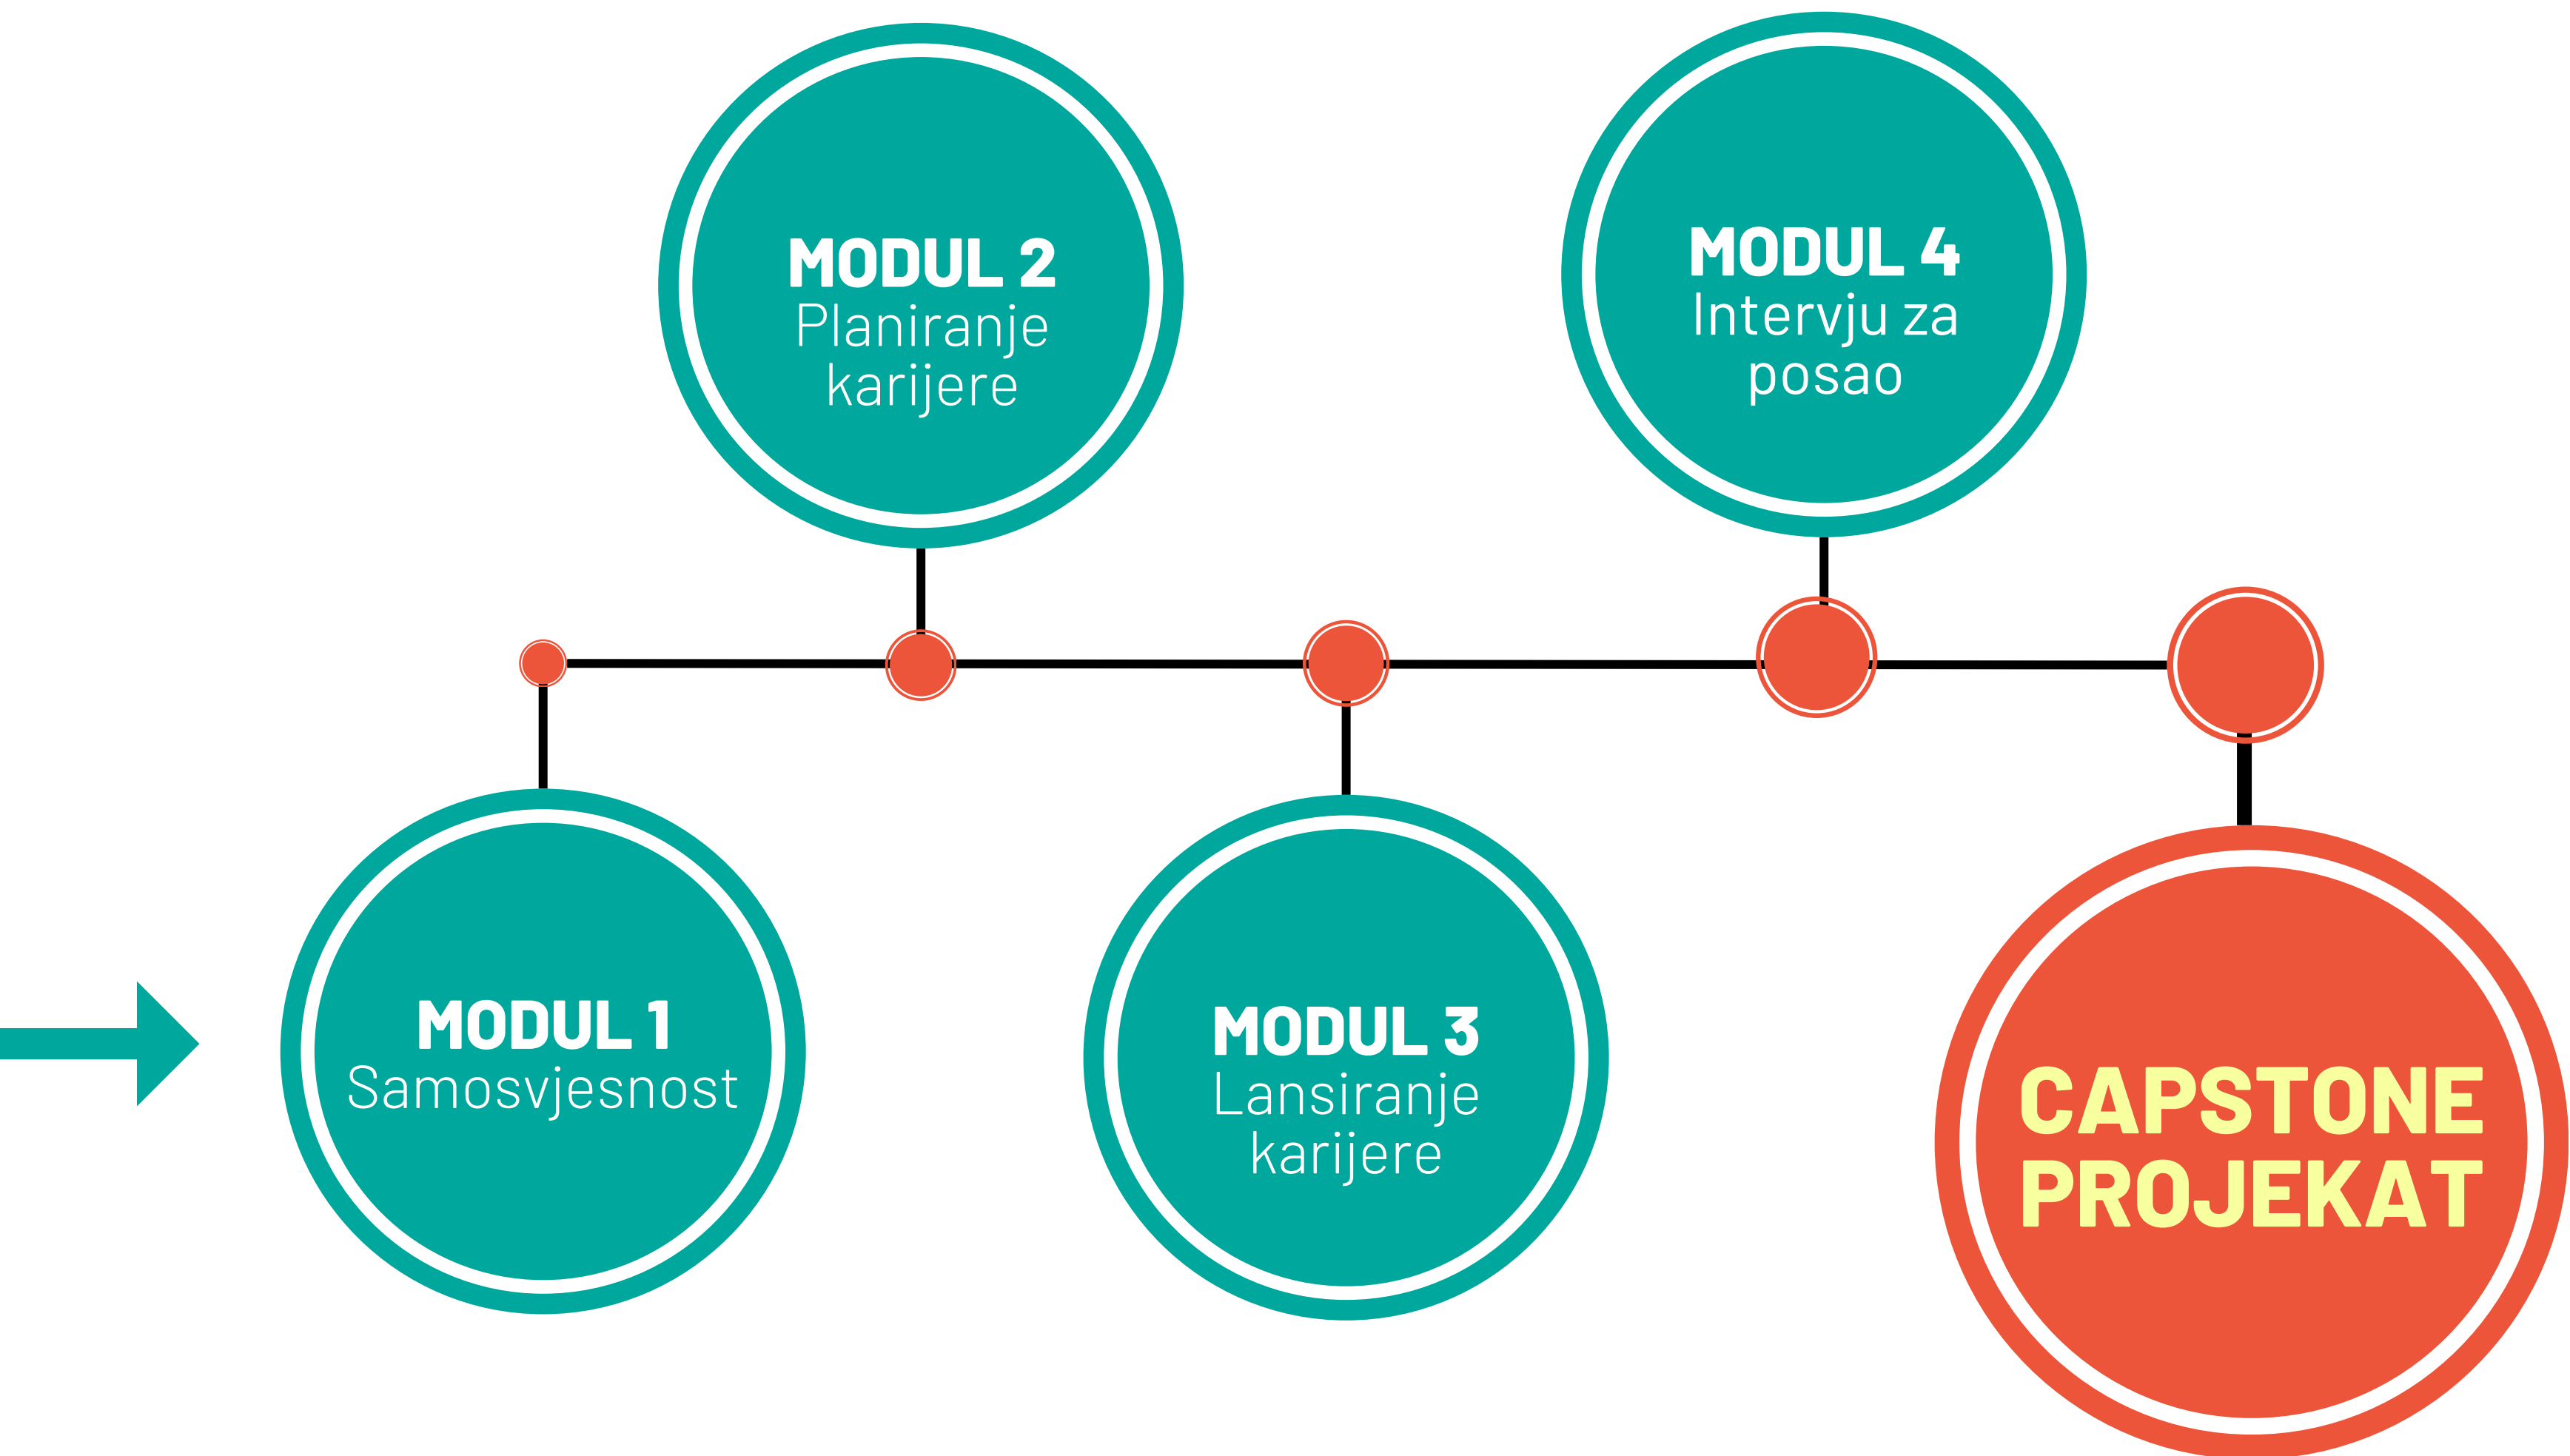 MODUL 1
Samosvjesnost
MODUL 2
Planiranje
karijere
MODUL 3
Lansiranje
karijere
MODUL 4
Intervju za
posao
CAPSTONE
PROJEKAT